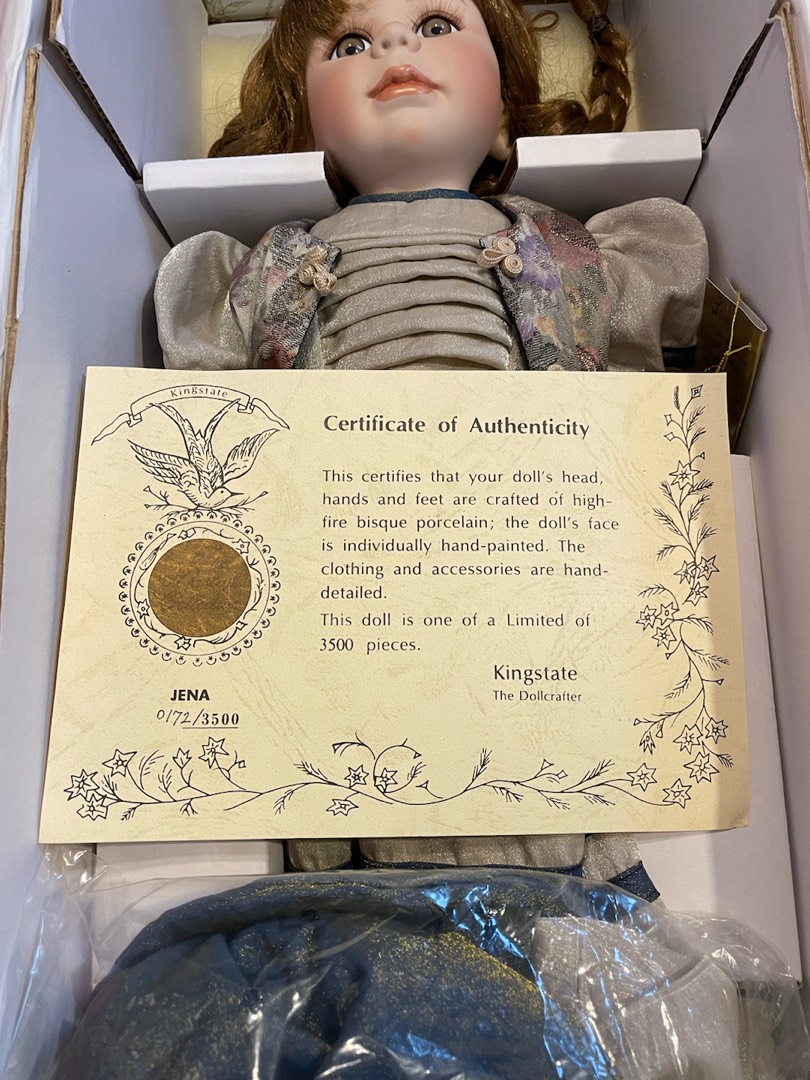 Kingstate
Certificate of Authenticity
This certifies that your doll's head,
hands and feet are crafted of high-
fire bisque porcelain; the doll's face
is individually hand-painted. The
clothing and accessories are hand-
detailed.
This doll is one of a Limited of
3500 pieces.
Kingstate
The Dollcrafter
JENA
0172/3500